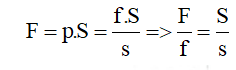 F = p.S = f.S/s => F/f = S/s